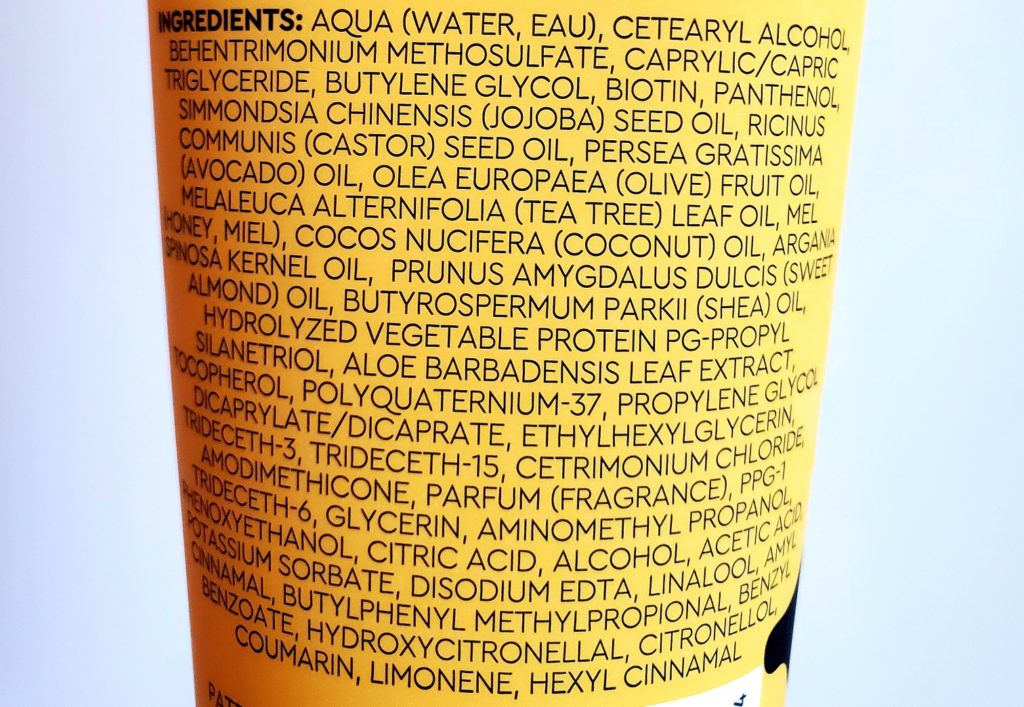 INGREDIENTS: AQUA (WATER, EAU), CETEARYL ALCOHOL,
BEHENTRIMONIUM METHOSULFATE, CAPRYLIC/CAPRIC
TRIGLYCERIDE, BUTYLENE GLYCOL, BIOTIN, PANTHENOL,
SIMMONDSIA CHINENSIS (JOJOBA) SEED OIL, RICINUS
COMMUNIS (CASTOR) SEED OIL, PERSEA GRATISSIMA
(AVOCADO) OIL, OLEA EUROPAEA (OLIVE) FRUIT OIL,
MELALEUCA ALTERNIFOLIA (TEA TREE) LEAF OIL, MEL
(HONEY, MIEL), COCOS NUCIFERA (COCONUT) OIL, ARGANIA
SPINOSA KERNEL OIL, PRUNUS AMYGDALUS DULCIS (SWEET
ALMOND) OIL, BUTYROSPERMUM PARKII (SHEA) OIL,
HYDROLYZED VEGETABLE PROTEIN PG-PROPYL
SILANETRIOL, ALOE BARBADENSIS LEAF EXTRACT,
TOCOPHEROL, POLYQUATERNIUM-37, PROPYLENE GLYCOL
DICAPRYLATE/DICAPRATE, ETHYLHEXYLGLYCERIN,
TRIDECETH-3, TRIDECETH-15, CETRIMONIUM CHLORIDE,
AMODIMETHICONE, PARFUM (FRAGRANCE), PPG-1
TRIDECETH-6, GLYCERIN, AMINOMETHYL PROPANOL,
PHENOXYETHANOL, CITRIC ACID, ALCOHOL, ACETIC ACID,
POTASSIUM SORBATE, DISODIUM EDTA, LINALOOL, AMYL
CINNAMAL, BUTYLPHENYL METHYLPROPIONAL, BENZYL
BENZOATE, HYDROXYCITRONELLAL, CITRONELLOL,
COUMARIN, LIMONENE, HEXYL CINNAMAL